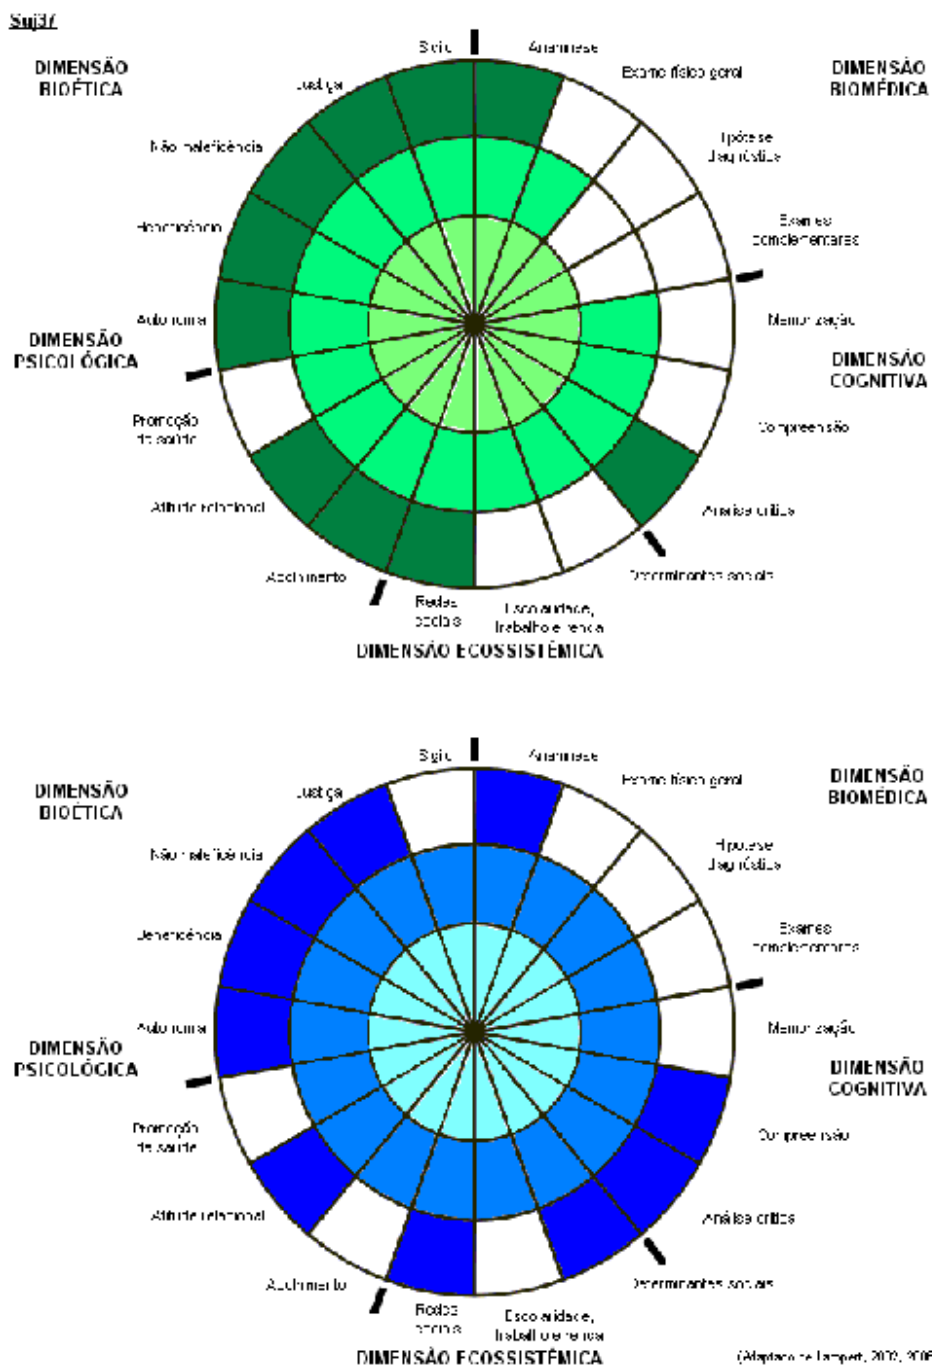 Suj37
Sigilo
Anamnese
DIMENSÃO
BIOÉTICA
Exame físico geral
DIMENSÃO
BIOMÉDICA
Justiça
Não maleficência
Hipótese
diagnóstica
Beneficência
Exames
complementares
Autonomia
Memorização
DIMENSÃO
PSICOLÓGICA
DIMENSÃO
COGNITIVA
Promoção
da saúde
Compreensão
Atitude relacional
Análise crítica
Acolhimento
Determinantes sociais
Redes
sociais
Escolaridade,
trabalho e renda
DIMENSÃO ECOSSISTÊMICA
Sigilo
Anamnese
DIMENSÃO
BIOÉTICA
Exame físico geral
DIMENSÃO
BIOMÉDICA
Justiça
Não maleficência
Hipótese
diagnóstica
Beneficência
Exames
complementares
Autonomia
Memorização
DIMENSÃO
PSICOLÓGICA
DIMENSÃO
COGNITIVA
Promoção
da saúde
Compreensão
Atitude relacional
Análise crítica
Acolhimento
Determinantes sociais
Redes
sociais
Escolaridade,
trabalho e renda
DIMENSÃO ECOSSISTÊMICA
(Adaptado de Lampert, 2002, 2006